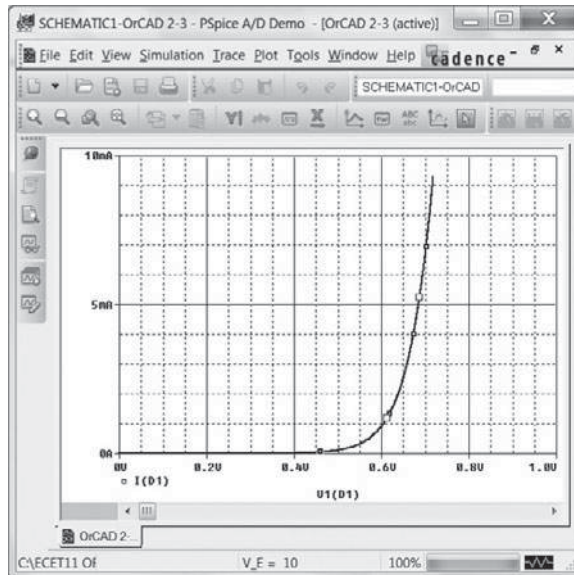 SCHEMATIC1-OrCAD 2-3 - PSpice A/D Demo - [OrCAD 2-3 (active)]
File Edit View Simulation Trace Plot Tools Window Help cadence
SCHEMATIC1-OrCAD
10mA
5mA
0A
0V 0.2V 0.4V 0.6V 0.8V 1.0V
I(D1)
V1(D1)
OrCAD 2-...
C:\ECET11 Of V_E = 10 100%